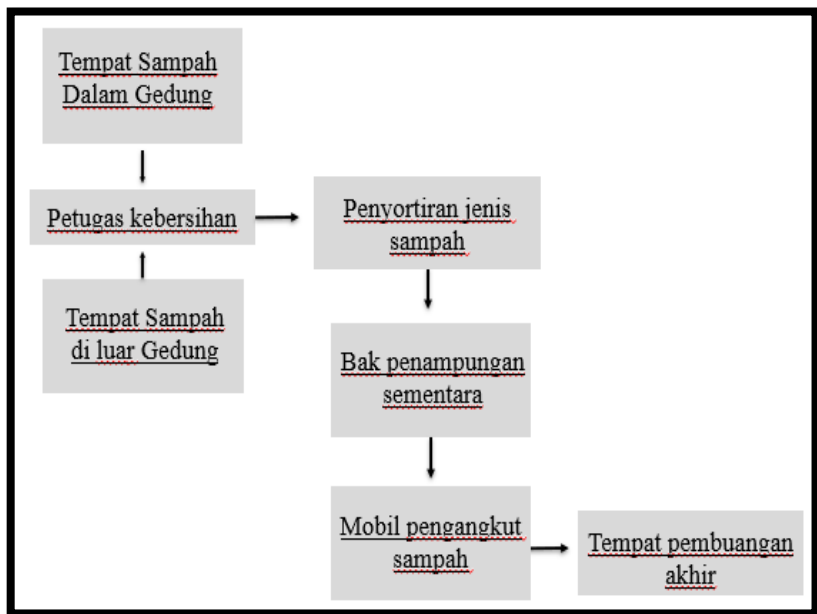 Tempat Sampah
Dalam Gedung
Petugas kebersihan
Tempat Sampah
di luar Gedung
Penyortiran jenis
sampah
Bak penampungan
sementara
Mobil pengangkut
sampah
Tempat pembuangan
akhir